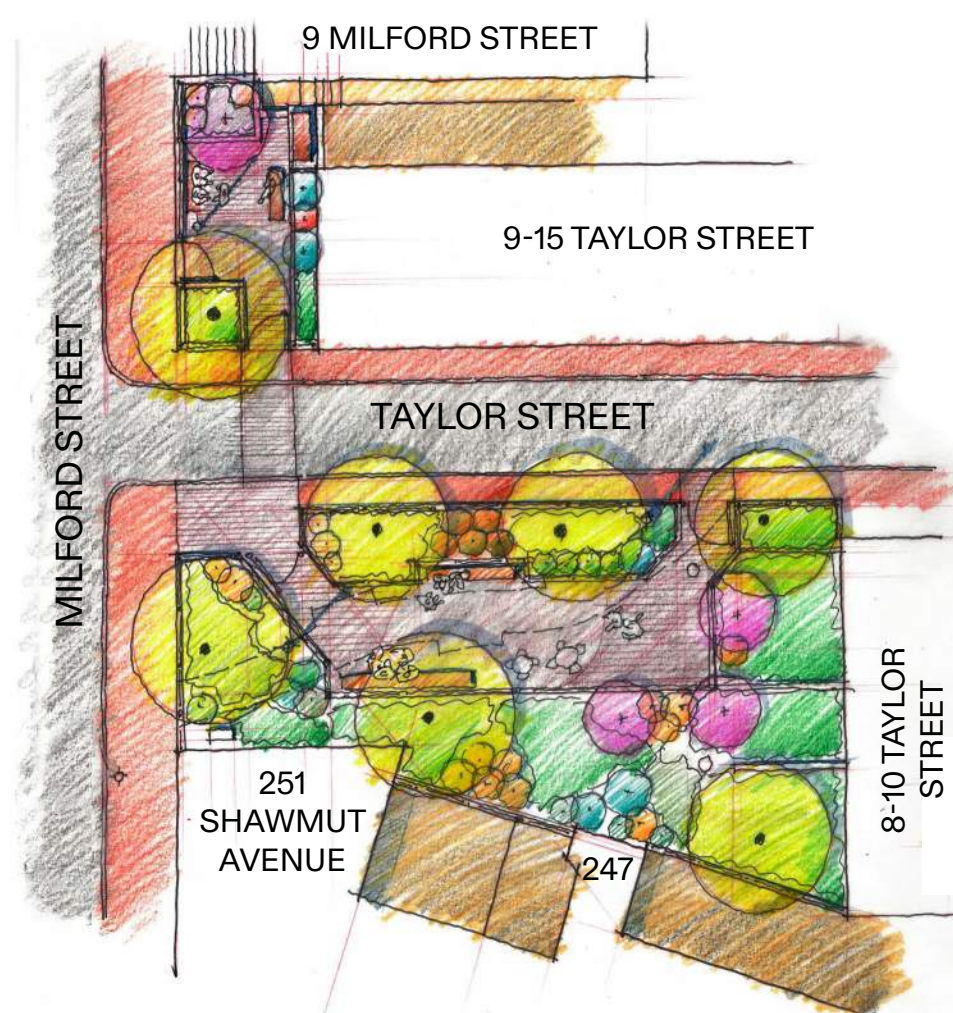 9 MILFORD STREET
9-15 TAYLOR STREET
MILFORD STREET
TAYLOR STREET
8-10 TAYLOR
STREET
251
SHAWMUT
AVENUE
247